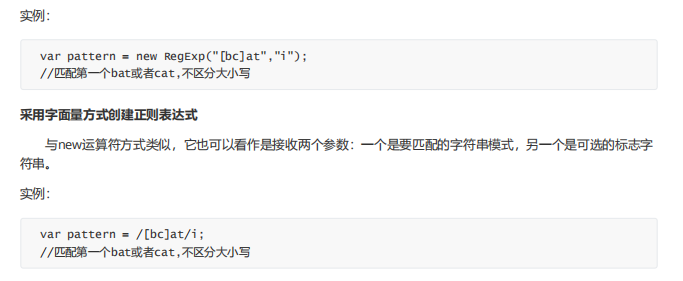 实例：
var pattern = new RegExp("[bc]at","i");
//匹配第一个bat或者cat,不区分大小写
采用字面量方式创建正则表达式
与new运算符方式类似，它也可以看作是接收两个参数：一个是要匹配的字符串模式，另一个是可选的标志字
符串。
实例：
var pattern = /[bc]at/i;
//匹配第一个bat或者cat,不区分大小写